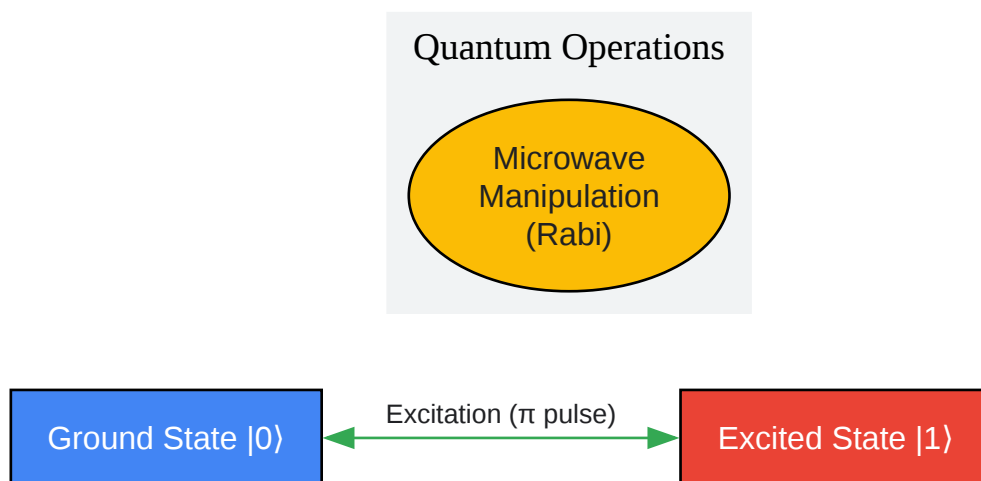 Quantum Operations
Microwave
Manipulation
(Rabi)
Excitation (π pulse)
Ground State |0⟩
Excited State |1⟩